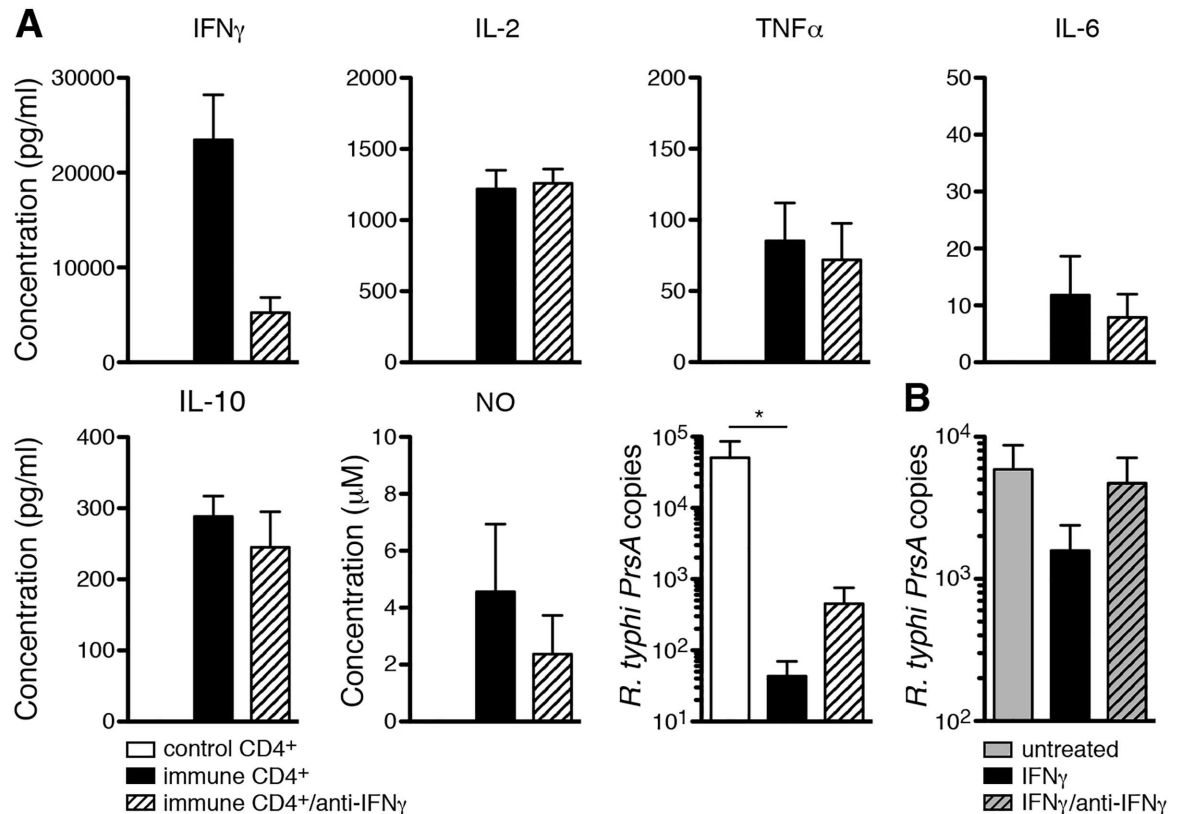 A
IFNγ
IL-2
TNFα
IL-6
Concentration (pg/ml)
30000
20000
10000
0
2000
1500
1000
500
0
200
150
100
50
0
50
40
30
20
10
0
IL-10
NO
B
Concentration (pg/ml)
400
300
200
100
0
Concentration (μM)
10
8
6
4
2
0
R. typhi PrsA copies
10⁵
10⁴
10³
10²
10¹
*
R. typhi PrsA copies
10⁴
10³
10²
control CD4⁺
immune CD4⁺
immune CD4⁺/anti-IFNγ
untreated
IFNγ
IFNγ/anti-IFNγ